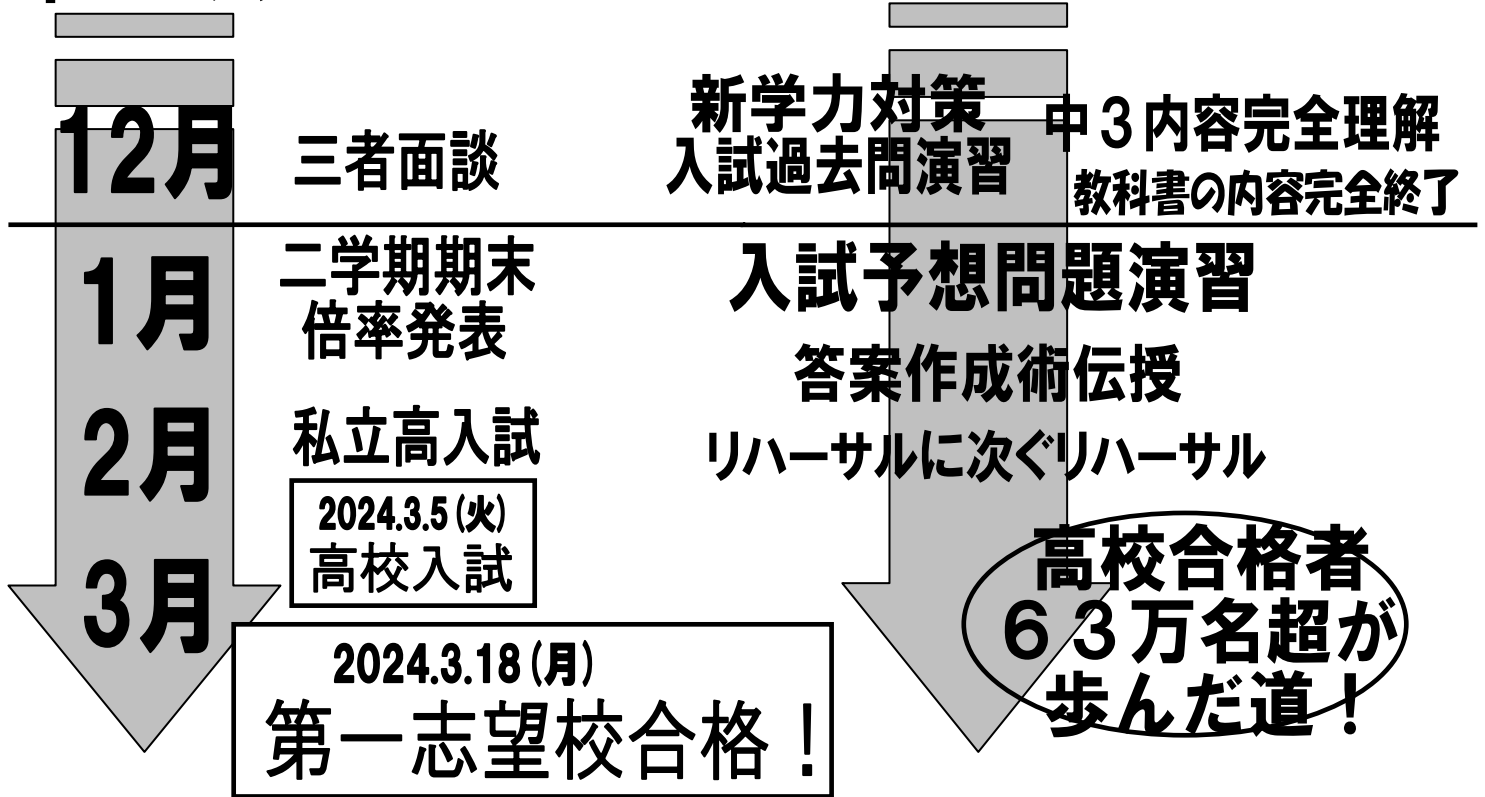 12月
三者面談
新学力対策
入試過去問演習
中３内容完全理解
教科書の内容完全終了
1月
二学期期末
倍率発表
入試予想問題演習
答案作成術伝授
2月
私立高入試
リハーサルに次ぐリハーサル
2024.3.5(火)
高校入試
3月
2024.3.18(月)
第一志望校合格！
高校合格者
６３万名超が
歩んだ道！